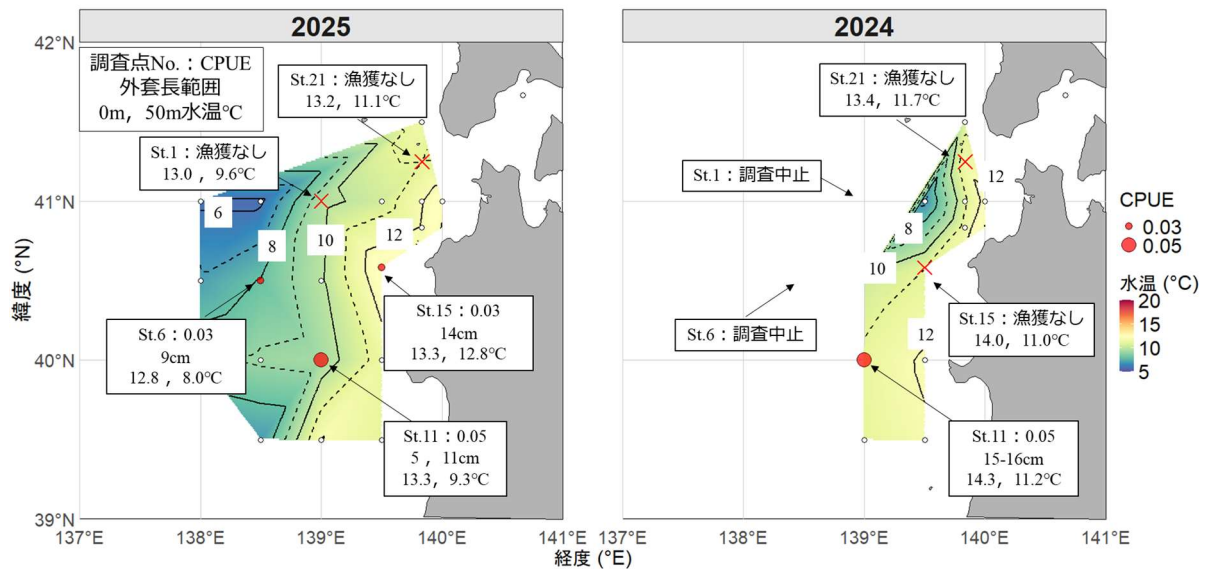 2025
2024
42°N
41°N
40°N
39°N
緯度 (°N)
調査点No.：CPUE
外套長範囲
0m，50m水温℃
St.21：漁獲なし
13.2，11.1℃
St.1：漁獲なし
13.0，9.6℃
6
8
10
12
St.6：0.03
9cm
12.8，8.0℃
St.15：0.03
14cm
13.3，12.8℃
St.11：0.05
5，11cm
13.3，9.3℃
137°E
138°E
139°E
140°E
141°E
St.21：漁獲なし
13.4，11.7℃
St.1：調査中止
12
8
10
St.6：調査中止
12
St.15：漁獲なし
14.0，11.0℃
St.11：0.05
15-16cm
14.3，11.2℃
137°E
138°E
139°E
140°E
141°E
経度 (°E)
CPUE
0.03
0.05
水温 (°C)
20
15
10
5